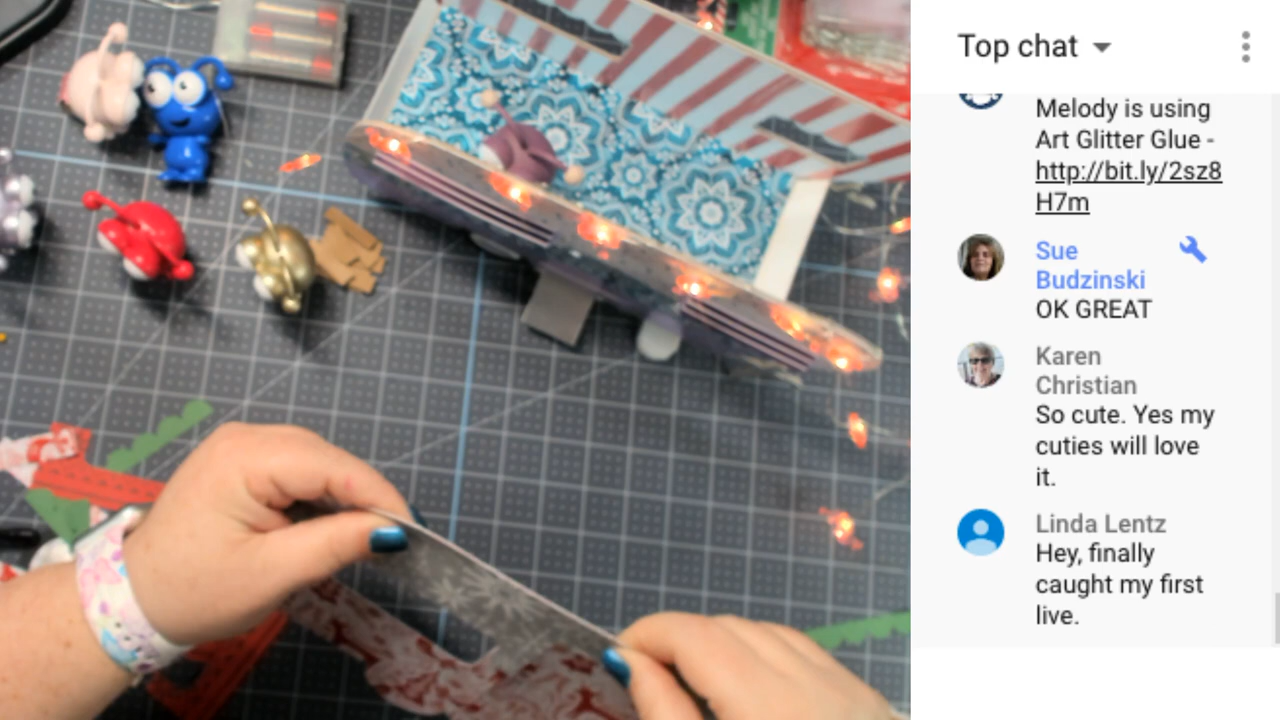 Top chat
Melody is using
Art Glitter Glue -
http://bit.ly/2sz8
H7m
Sue
Budzinski
OK GREAT
Karen
Christian
So cute. Yes my
cuties will love
it.
Linda Lentz
Hey, finally
caught my first
live.